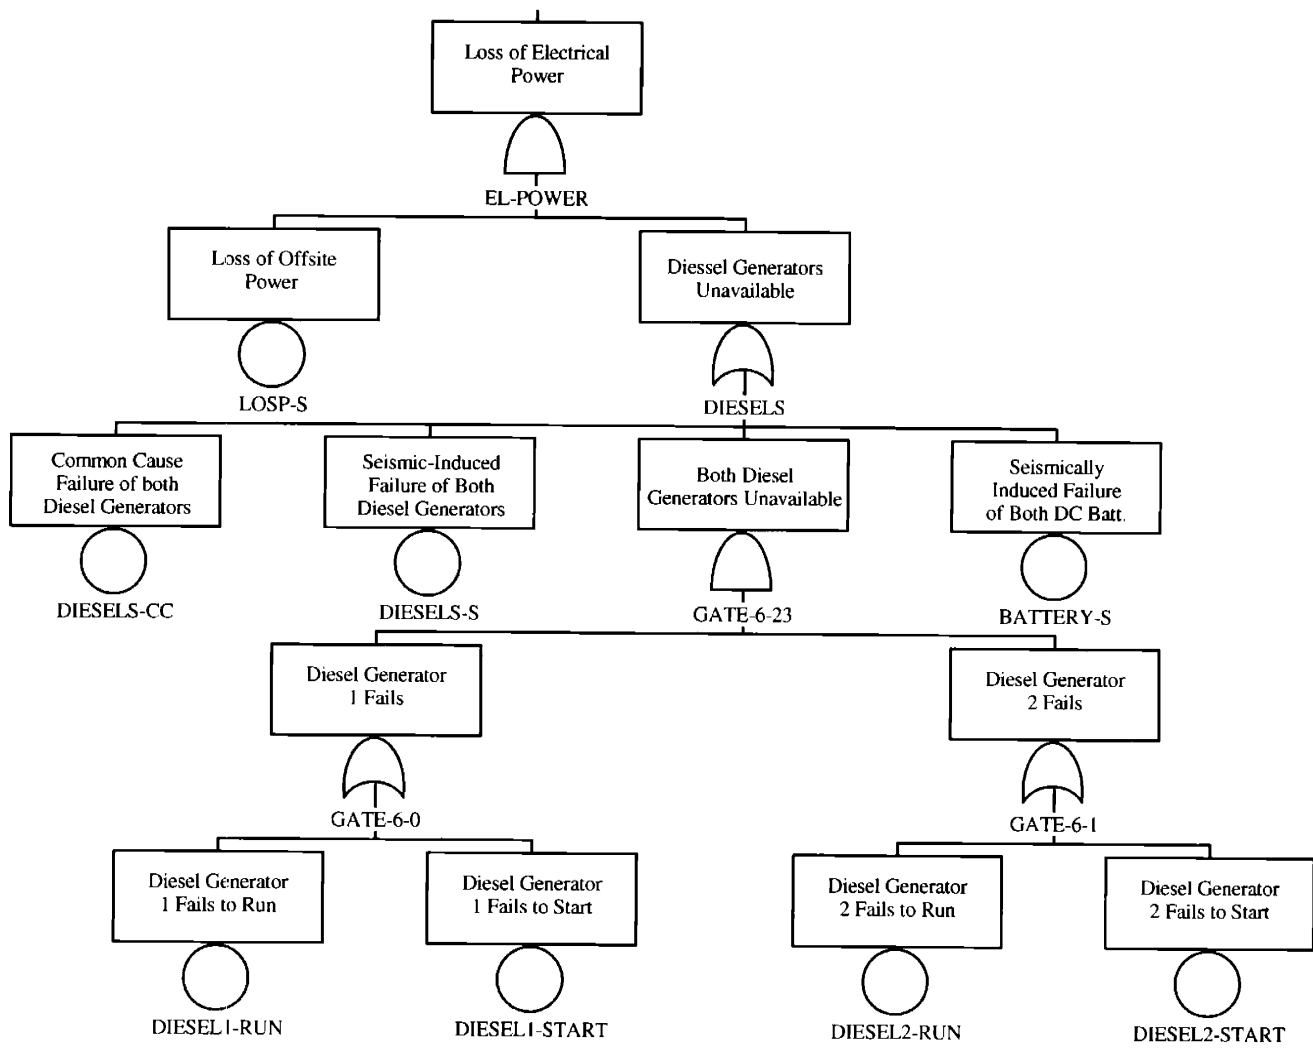 Loss of Electrical
Power
EL-POWER
Loss of Offsite
Power
Diessel Generators
Unavailable
LOSP-S
DIESELS
Common Cause
Failure of both
Diesel Generators
Seismic-Induced
Failure of Both
Diesel Generators
Both Diesel
Generators Unavailable
Seismically
Induced Failure
of Both DC Batt.
DIESELS-CC
DIESELS-S
GATE-6-23
BATTERY-S
Diesel Generator
1 Fails
Diesel Generator
2 Fails
GATE-6-0
GATE-6-1
Diesel Generator
1 Fails to Run
Diesel Generator
1 Fails to Start
Diesel Generator
2 Fails to Run
Diesel Generator
2 Fails to Start
DIESEL1-RUN
DIESEL1-START
DIESEL2-RUN
DIESEL2-START